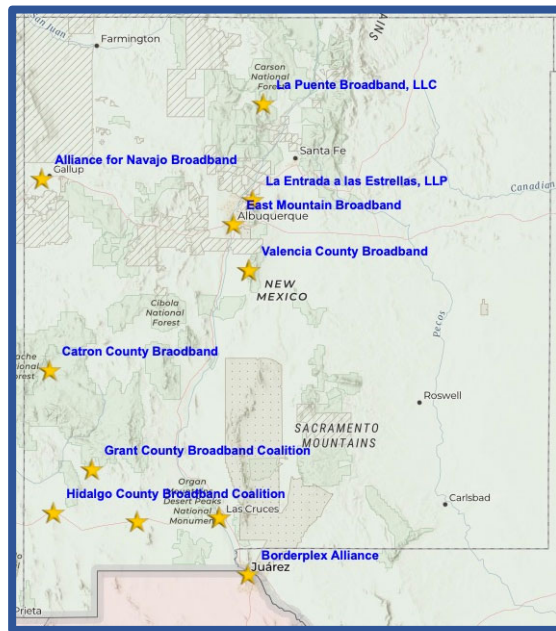 San Juan
Farmington
Carson
National
Forest
La Puente Broadband, LLC
Santa Fe
Alliance for Navajo Broadband
Gallup
La Entrada a las Estrellas, LLP
Canadian
East Mountain Broadband
Albuquerque
Valencia County Broadband
NEW
MEXICO
Cibola
National
Forest
Pecos
Catron County Braodband
Roswell
SACRAMENTO
MOUNTAINS
Grant County Broadband Coalition
Organ
Hidalgo County Broadband Coalition
Desert Peaks
National
Monument
Las Cruces
Carlsbad
Borderplex Alliance
Juárez
Prieta